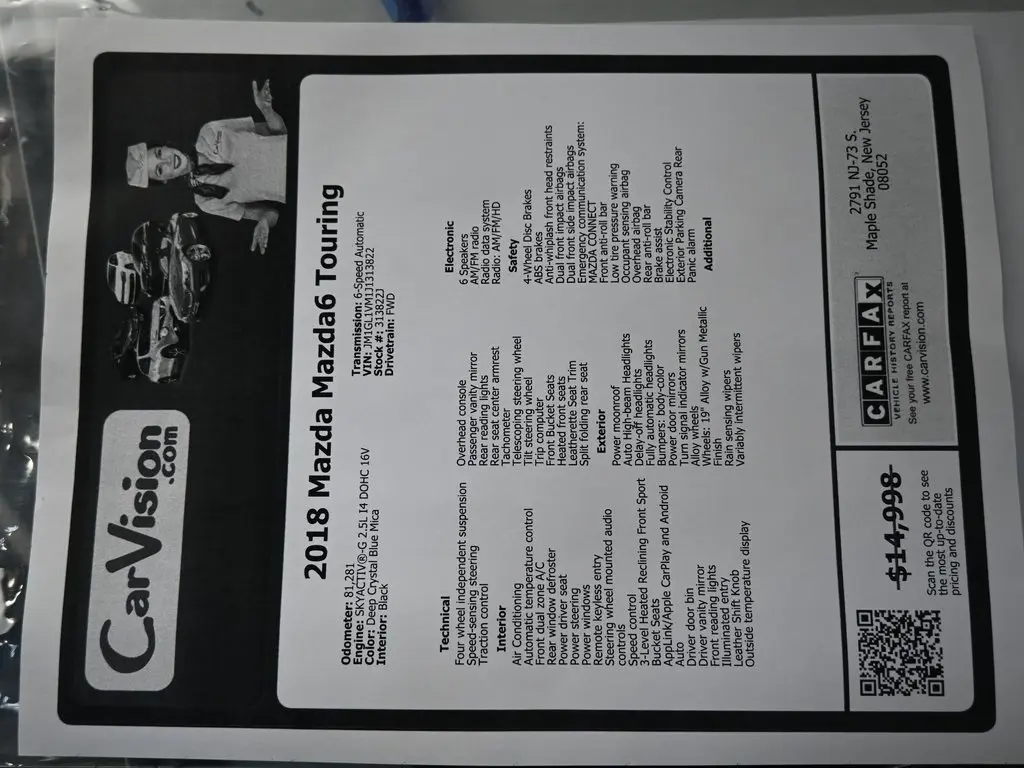 CarVision
.com
2018 Mazda Mazda6 Touring
Odometer: 81,281
Engine: SKYACTIV®-G 2.5L I4 DOHC 16V
Color: Deep Crystal Blue Mica
Interior: Black
Transmission: 6-Speed Automatic
VIN: JM1GL1VM1J1313822
Stock #: 313822J
Drivetrain: FWD
Technical
Four wheel independent suspension
Speed-sensing steering
Traction control
Interior
Air Conditioning
Automatic temperature control
Front dual zone A/C
Rear window defroster
Power driver seat
Power steering
Power windows
Remote keyless entry
Steering wheel mounted audio
controls
Speed control
3-Level Heated Reclining Front Sport
Bucket Seats
AppLink/Apple CarPlay and Android
Auto
Driver door bin
Driver vanity mirror
Front reading lights
Illuminated entry
Leather Shift Knob
Outside temperature display
Overhead console
Passenger vanity mirror
Rear reading lights
Rear seat center armrest
Tachometer
Telescoping steering wheel
Tilt steering wheel
Trip computer
Front Bucket Seats
Heated front seats
Leatherette Seat Trim
Split folding rear seat
Exterior
Power moonroof
Auto High-beam Headlights
Delay-off headlights
Fully automatic headlights
Bumpers: body-color
Power door mirrors
Turn signal indicator mirrors
Alloy wheels
Wheels: 19" Alloy w/Gun Metallic
Finish
Rain sensing wipers
Variably intermittent wipers
Electronic
6 Speakers
AM/FM radio
Radio data system
Radio: AM/FM/HD
Safety
4-Wheel Disc Brakes
ABS brakes
Anti-whiplash front head restraints
Dual front impact airbags
Dual front side impact airbags
Emergency communication system:
MAZDA CONNECT
Front anti-roll bar
Low tire pressure warning
Occupant sensing airbag
Overhead airbag
Rear anti-roll bar
Brake assist
Electronic Stability Control
Exterior Parking Camera Rear
Panic alarm
Additional
$14,998
Scan the QR code to see
the most up-to-date
pricing and discounts
CARFAX
VEHICLE HISTORY REPORTS
See your free CARFAX report at
www.carvision.com
2791 NJ-73 S.
Maple Shade, New Jersey
08052